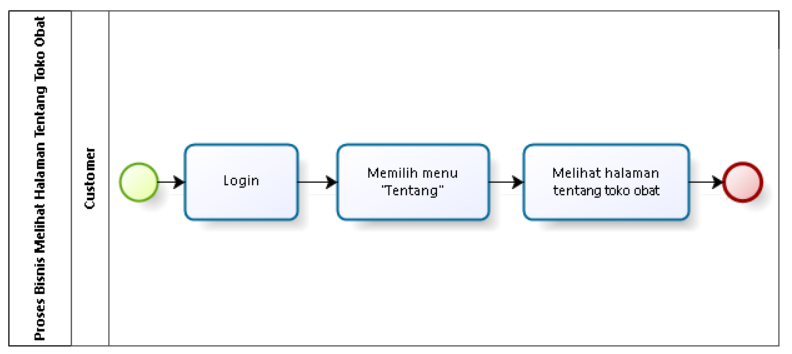 Proses Bisnis Melihat Halaman Tentang Toko Obat
Customer
Login
Memilih menu
"Tentang"
Melihat halaman
tentang toko obat